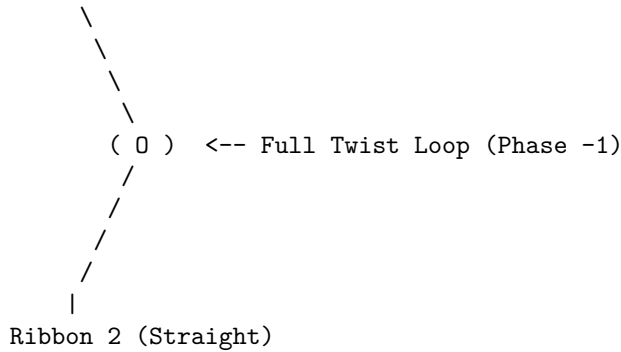 ( O ) <-- Full Twist Loop (Phase -1)
Ribbon 2 (Straight)